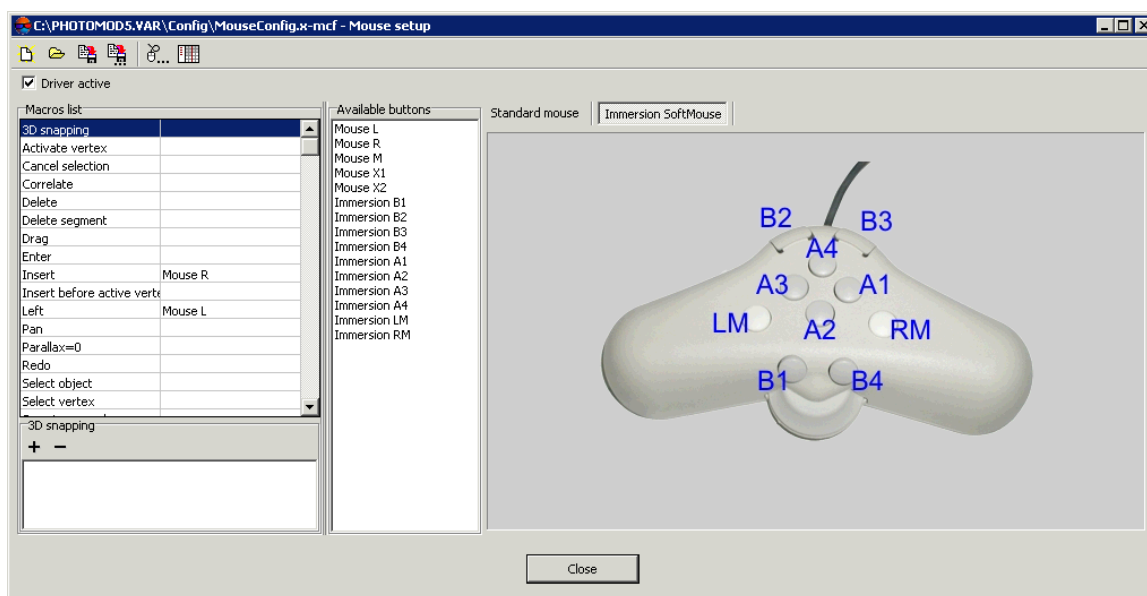 C:\PHOTOMOD5.VAR\Config\MouseConfig.x-mcf - Mouse setup
Driver active
Macros list
3D snapping
Activate vertex
Cancel selection
Correlate
Delete
Delete segment
Drag
Enter
Insert Mouse R
Insert before active verte
Left Mouse L
Pan
Parallax=0
Redo
Select object
Select vertex
3D snapping
+ −
Available buttons
Mouse L
Mouse R
Mouse M
Mouse X1
Mouse X2
Immersion B1
Immersion B2
Immersion B3
Immersion B4
Immersion A1
Immersion A2
Immersion A3
Immersion A4
Immersion LM
Immersion RM
Standard mouse Immersion SoftMouse
B2 B3
A4
A3 A1
LM A2 RM
B1 B4
Close